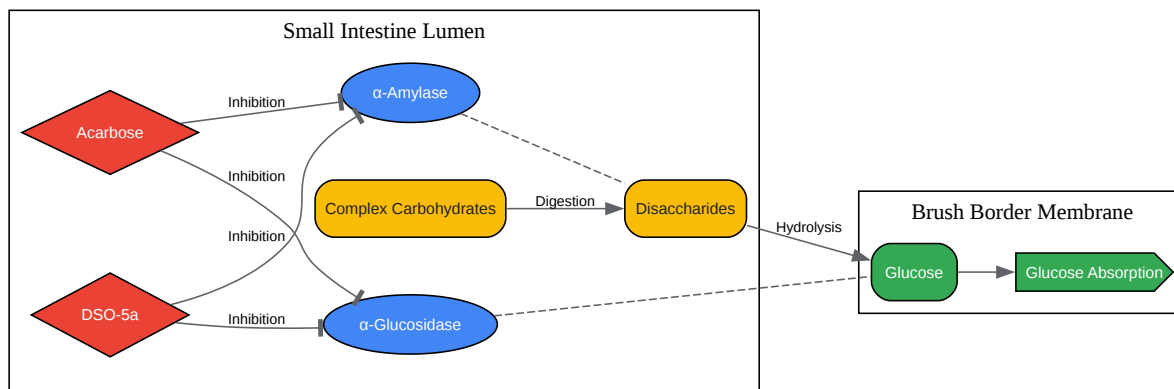 Small Intestine Lumen
α-Amylase
Inhibition
Acarbose
Inhibition
Complex Carbohydrates
Digestion
Disaccharides
Hydrolysis
Brush Border Membrane
Inhibition
Glucose
Glucose Absorption
DSO-5a
Inhibition
α-Glucosidase